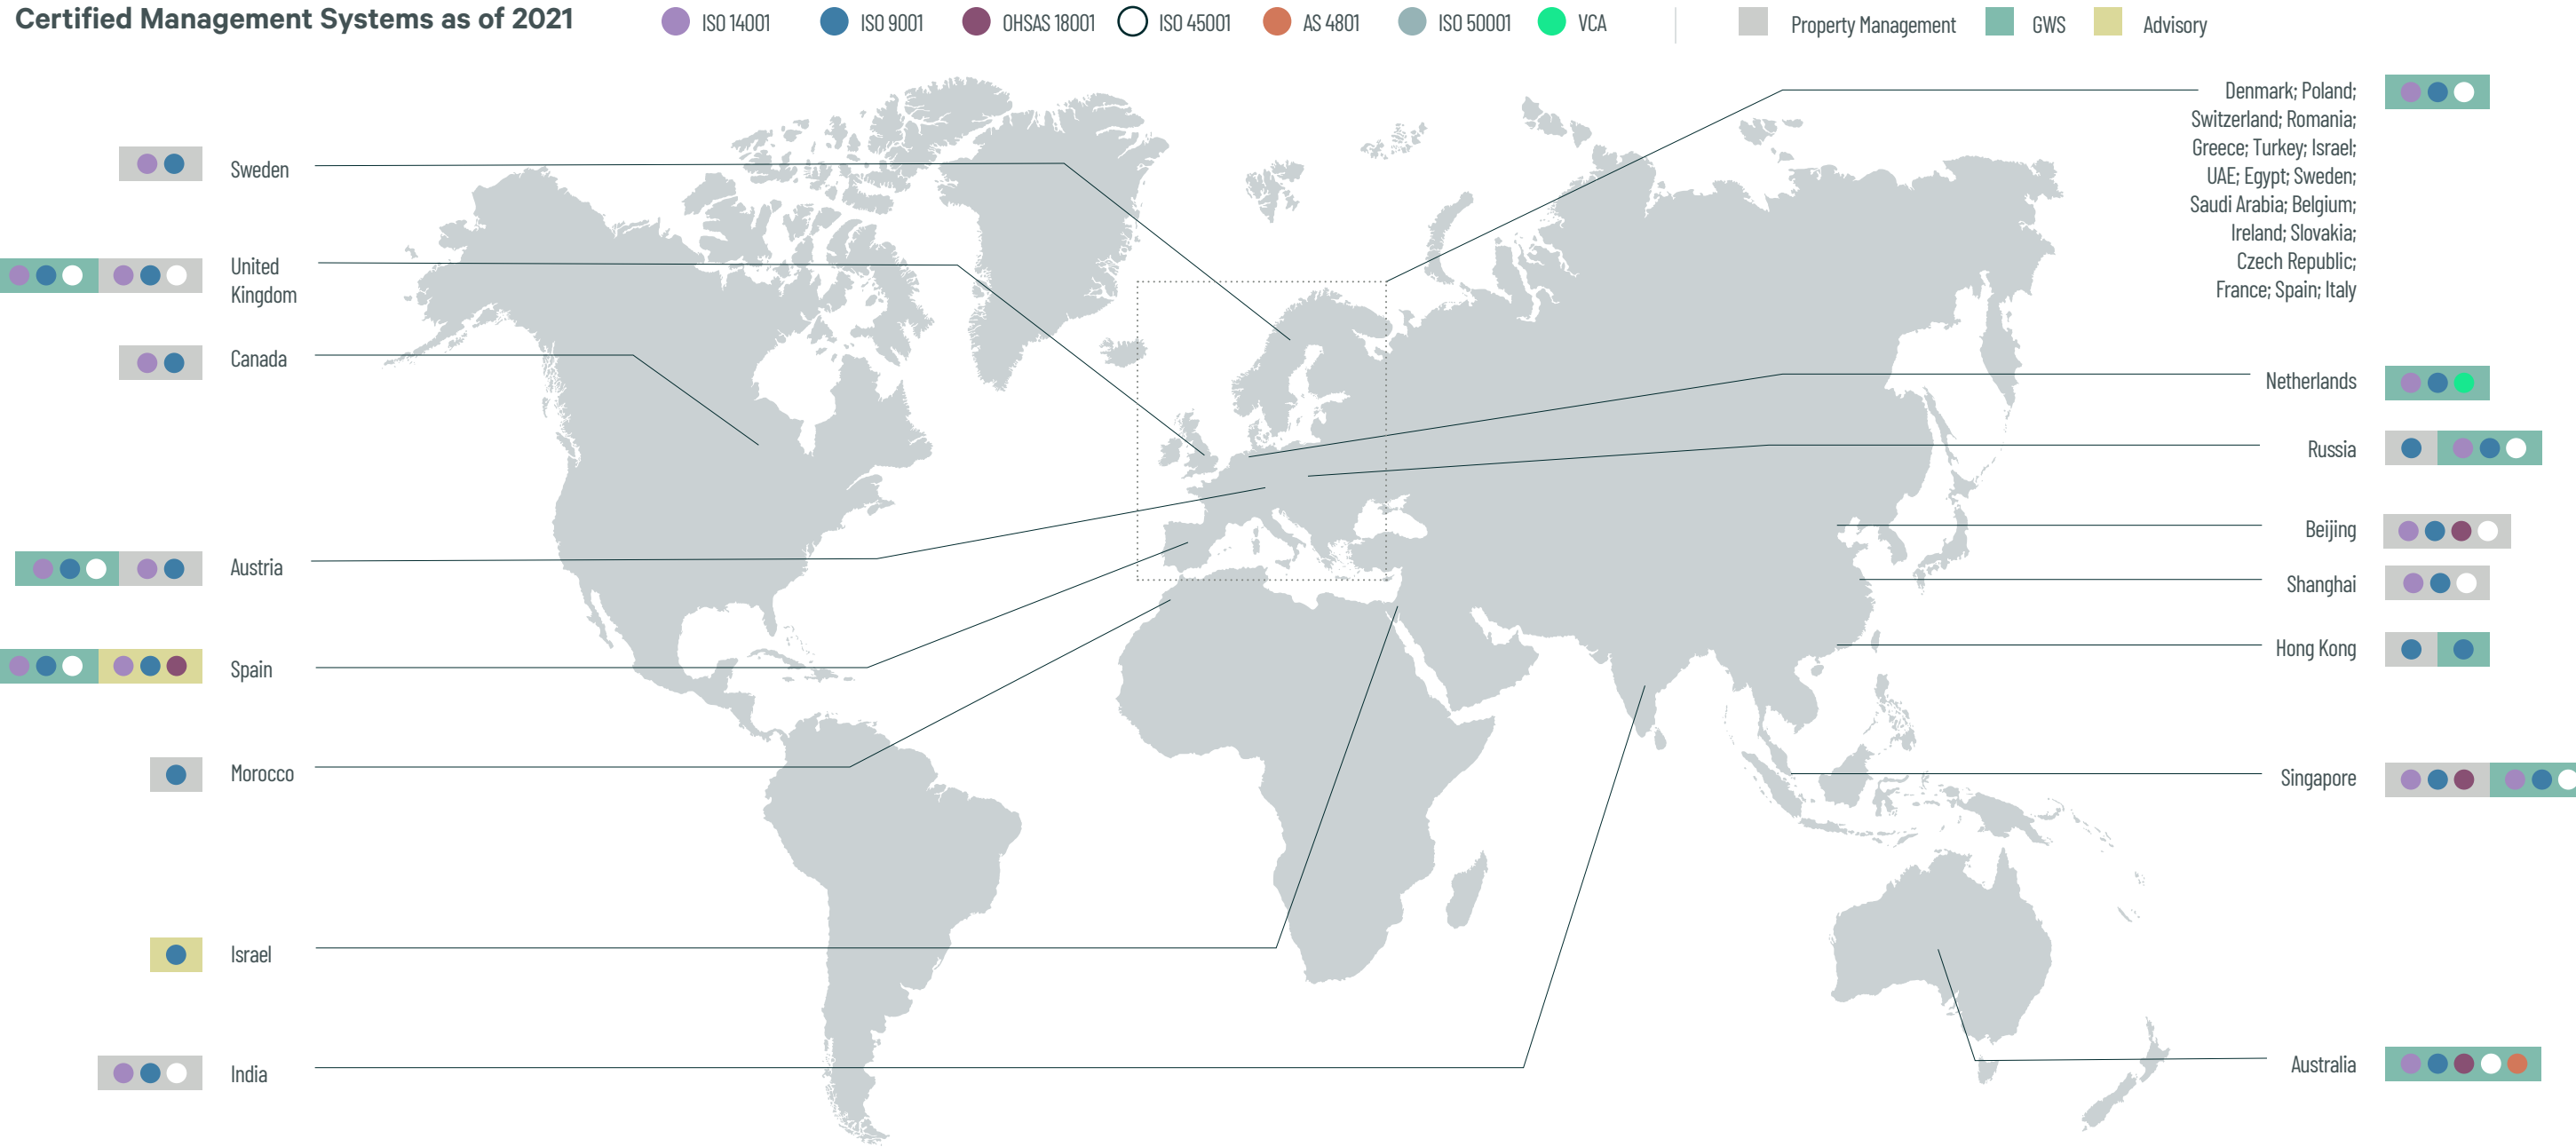 Certified Management Systems as of 2021
ISO 14001
ISO 9001
OHSAS 18001
ISO 45001
AS 4801
ISO 50001
VCA
Property Management
GWS
Advisory
Sweden
United
Kingdom
Canada
Austria
Spain
Morocco
Israel
India
Denmark; Poland;
Switzerland; Romania;
Greece; Turkey; Israel;
UAE; Egypt; Sweden;
Saudi Arabia; Belgium;
Ireland; Slovakia;
Czech Republic;
France; Spain; Italy
Netherlands
Russia
Beijing
Shanghai
Hong Kong
Singapore
Australia